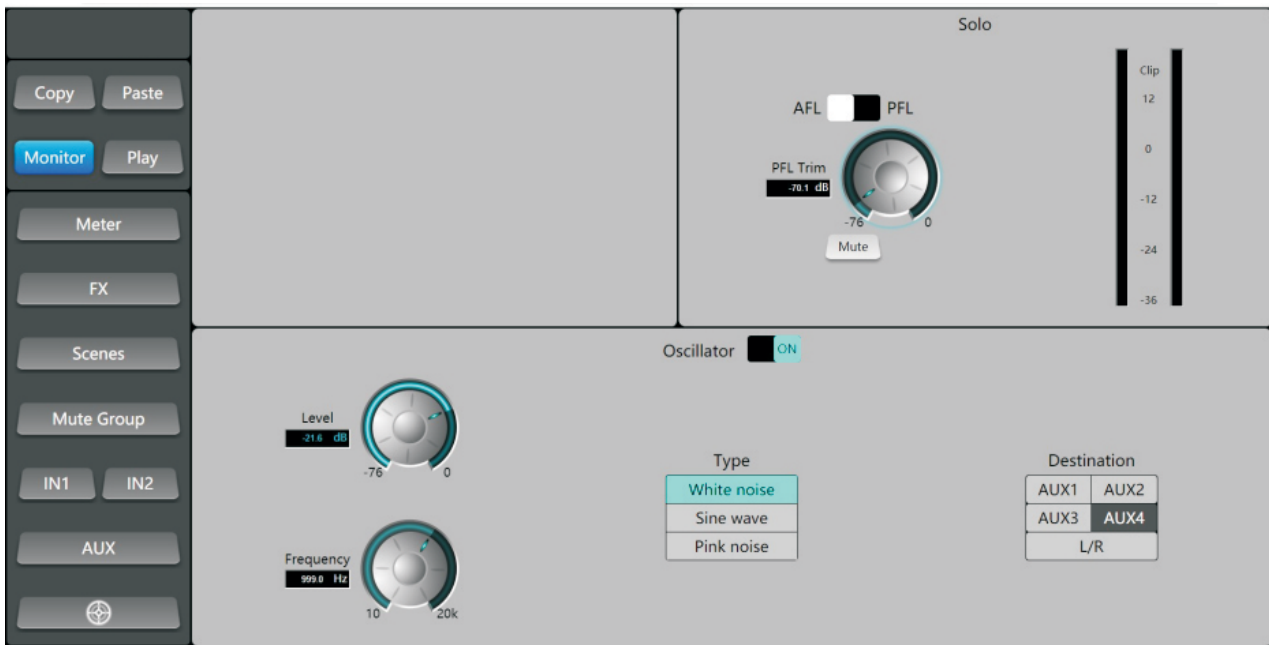 Copy Paste
Monitor Play
Meter
FX
Scenes
Mute Group
IN1 IN2
AUX
Solo
AFL PFL
PFL Trim
-70.1 dB
-76 0
Mute
Clip
12
0
-12
-24
-36
Oscillator ON
Level
-21.6 dB
-76 0
Frequency
999.0 Hz
10 20k
Type
White noise
Sine wave
Pink noise
Destination
AUX1 AUX2
AUX3 AUX4
L/R